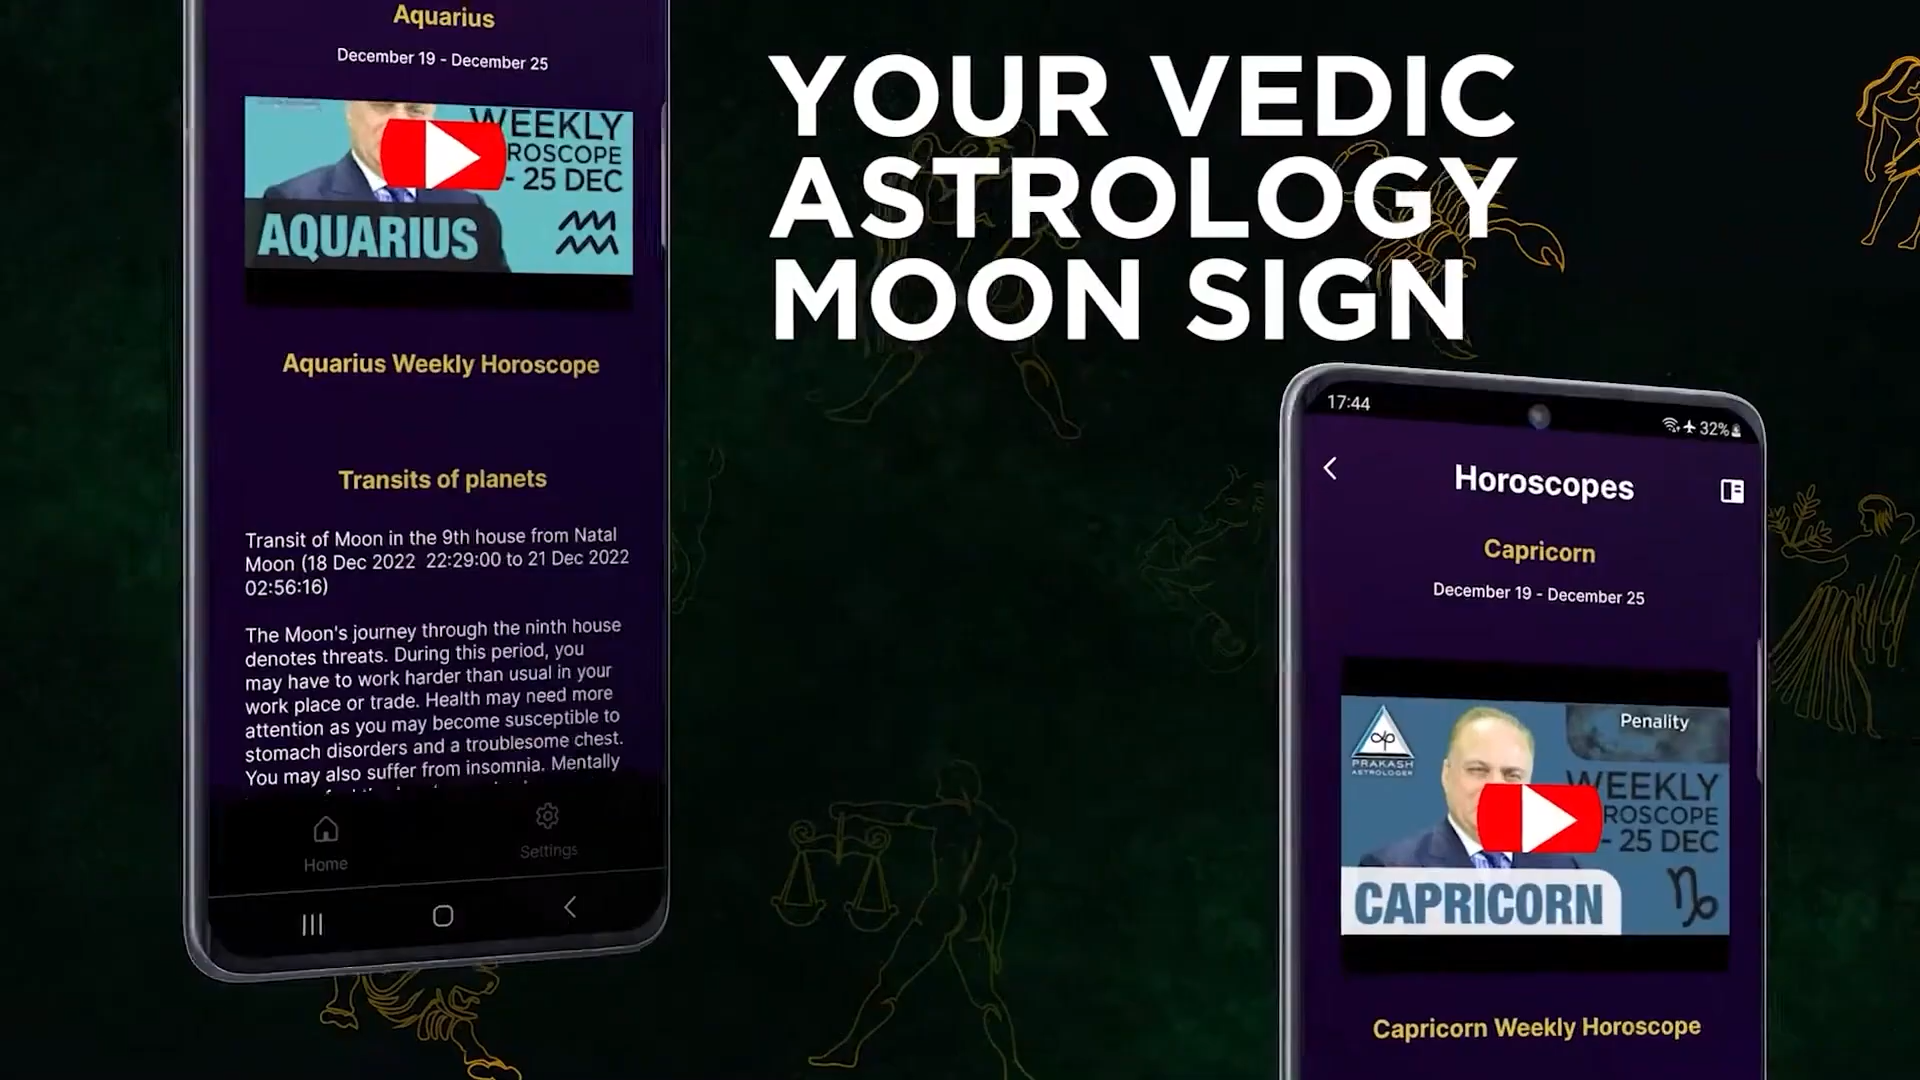 Aquarius
December 19 - December 25
WEEKLY
ROSCOPE
- 25 DEC
AQUARIUS
Aquarius Weekly Horoscope
Transits of planets
Transit of Moon in the 9th house from Natal
Moon (18 Dec 2022 22:29:00 to 21 Dec 2022
02:56:16)
The Moon's journey through the ninth house
denotes threats. During this period, you
may have to work harder than usual in your
work place or trade. Health may need more
attention as you may become susceptible to
stomach disorders and a troublesome chest.
You may also suffer from insomnia. Mentally
Home
Settings
YOUR VEDIC
ASTROLOGY
MOON SIGN
17:44
32%
Horoscopes
Capricorn
December 19 - December 25
PRAKASH
ASTROLOGER
Penality
WEEKLY
ROSCOPE
- 25 DEC
CAPRICORN
Capricorn Weekly Horoscope